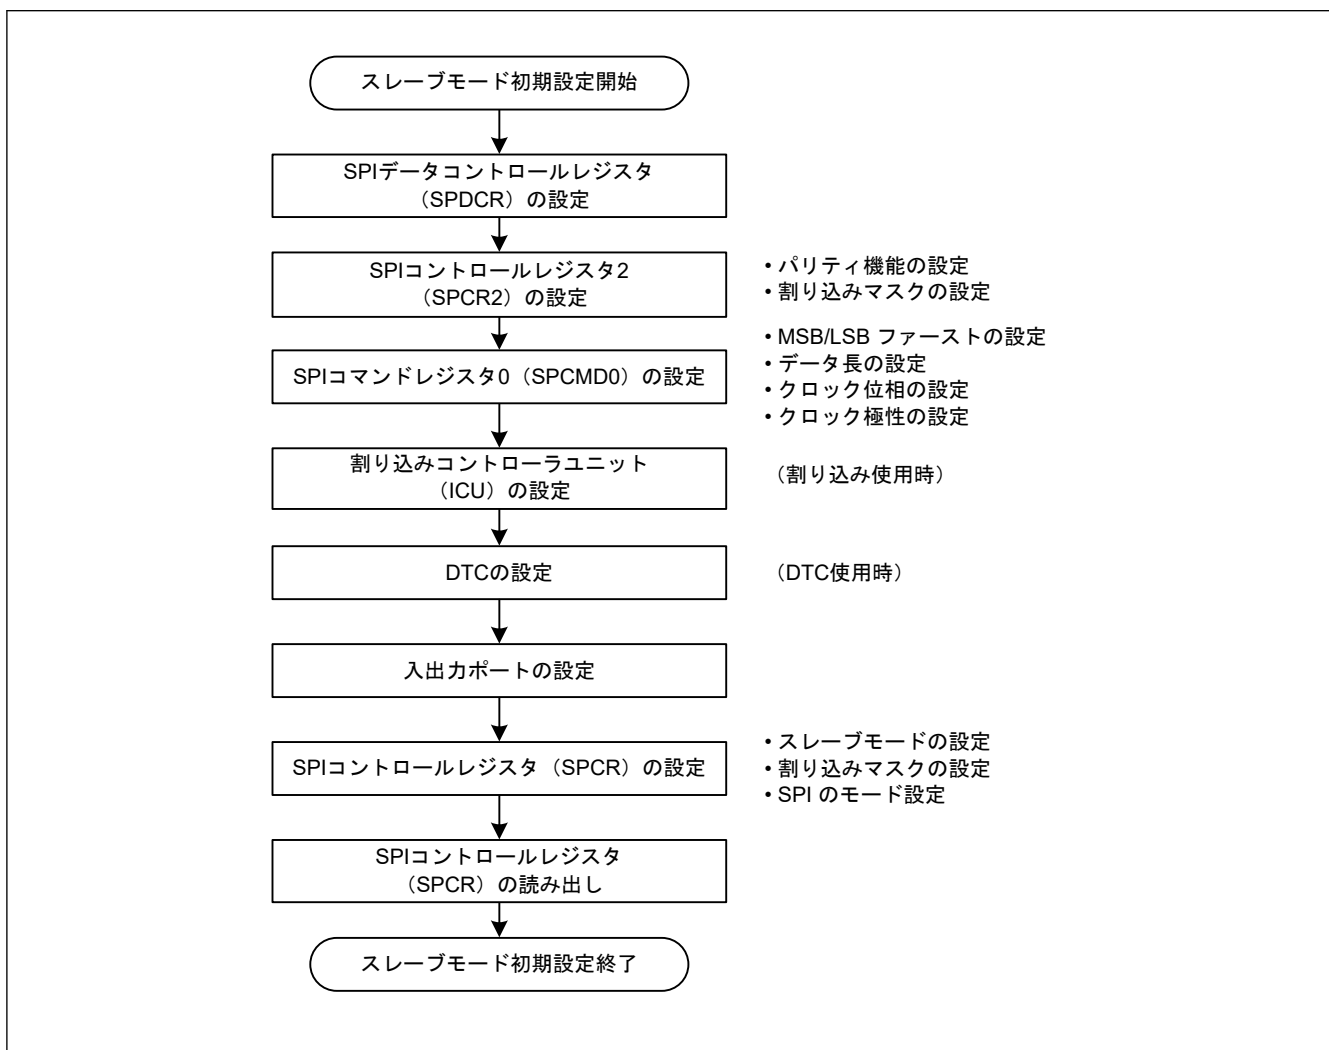 スレーブモード初期設定開始
SPIデータコントロールレジスタ
（SPDCR）の設定
SPIコントロールレジスタ2
（SPCR2）の設定
• パリティ機能の設定
• 割り込みマスクの設定
SPIコマンドレジスタ0（SPCMD0）の設定
• MSB/LSB ファーストの設定
• データ長の設定
• クロック位相の設定
• クロック極性の設定
割り込みコントローラユニット
（ICU）の設定
（割り込み使用時）
DTCの設定
（DTC使用時）
入出力ポートの設定
SPIコントロールレジスタ（SPCR）の設定
• スレーブモードの設定
• 割り込みマスクの設定
• SPI のモード設定
SPIコントロールレジスタ
（SPCR）の読み出し
スレーブモード初期設定終了